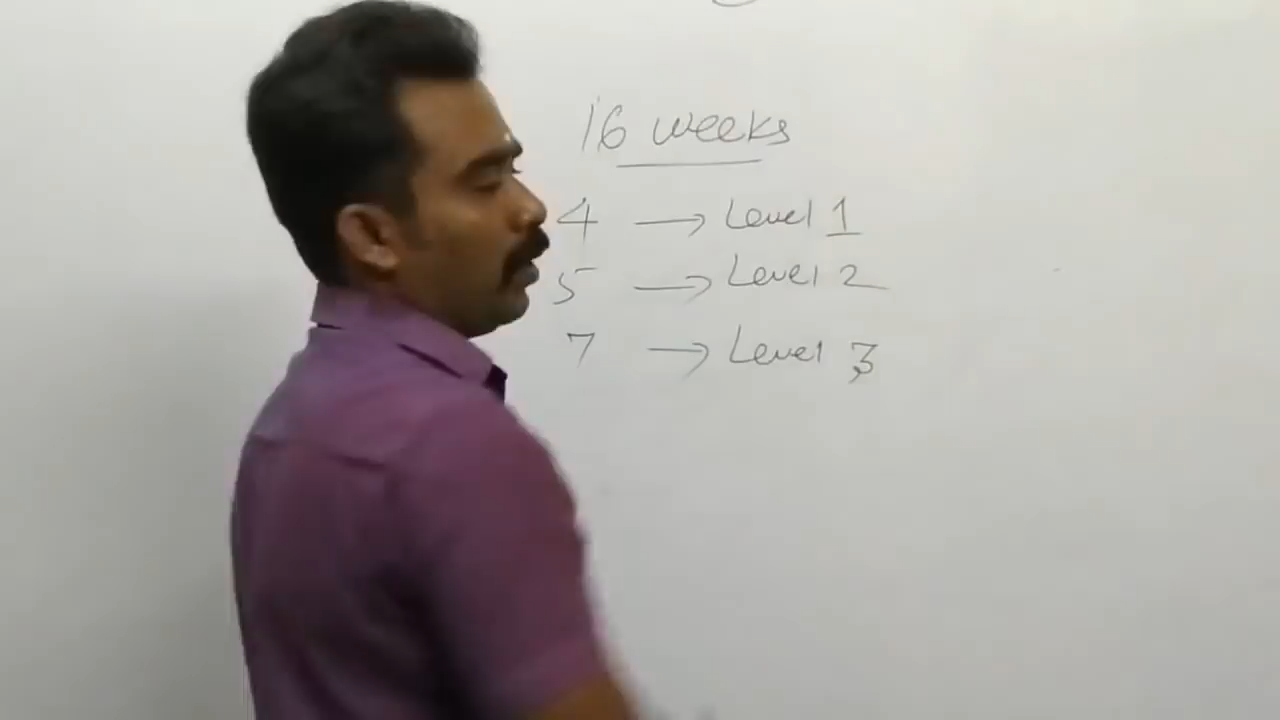 16 weeks
4 → Level 1
5 → Level 2
7 → Level 3